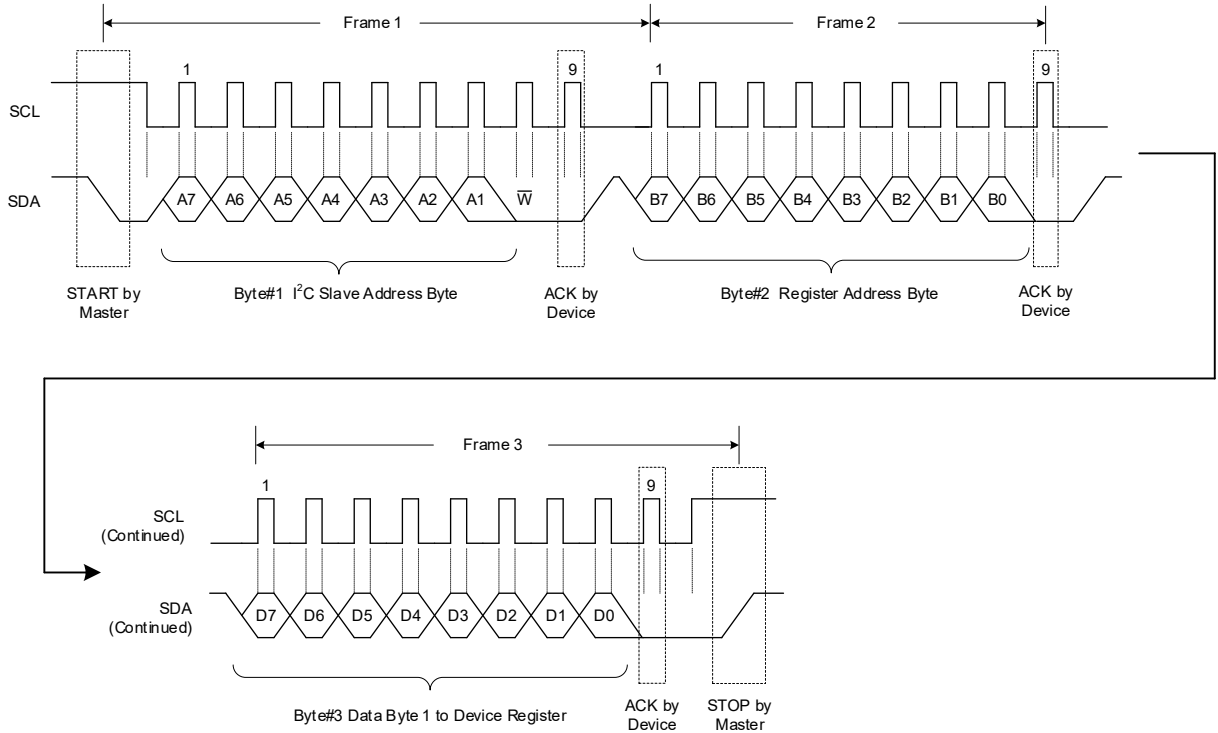 Frame 1
Frame 2
1
9
1
9
SCL
SDA
A7 A6 A5 A4 A3 A2 A1 W̅
B7 B6 B5 B4 B3 B2 B1 B0
START by
Master
Byte#1 I²C Slave Address Byte
ACK by
Device
Byte#2 Register Address Byte
ACK by
Device
Frame 3
1
9
SCL
(Continued)
SDA
(Continued)
D7 D6 D5 D4 D3 D2 D1 D0
Byte#3 Data Byte 1 to Device Register
ACK by
Device
STOP by
Master